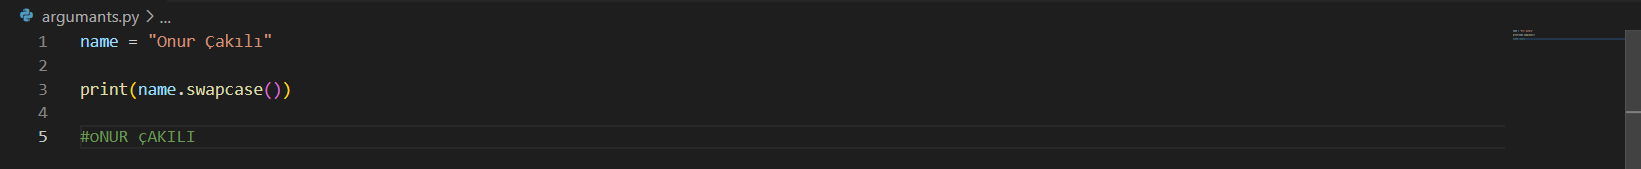 argumants.py > ...
1 name = "Onur Çakılı"
2
3 print(name.swapcase())
4
5 #oNUR çAKILI